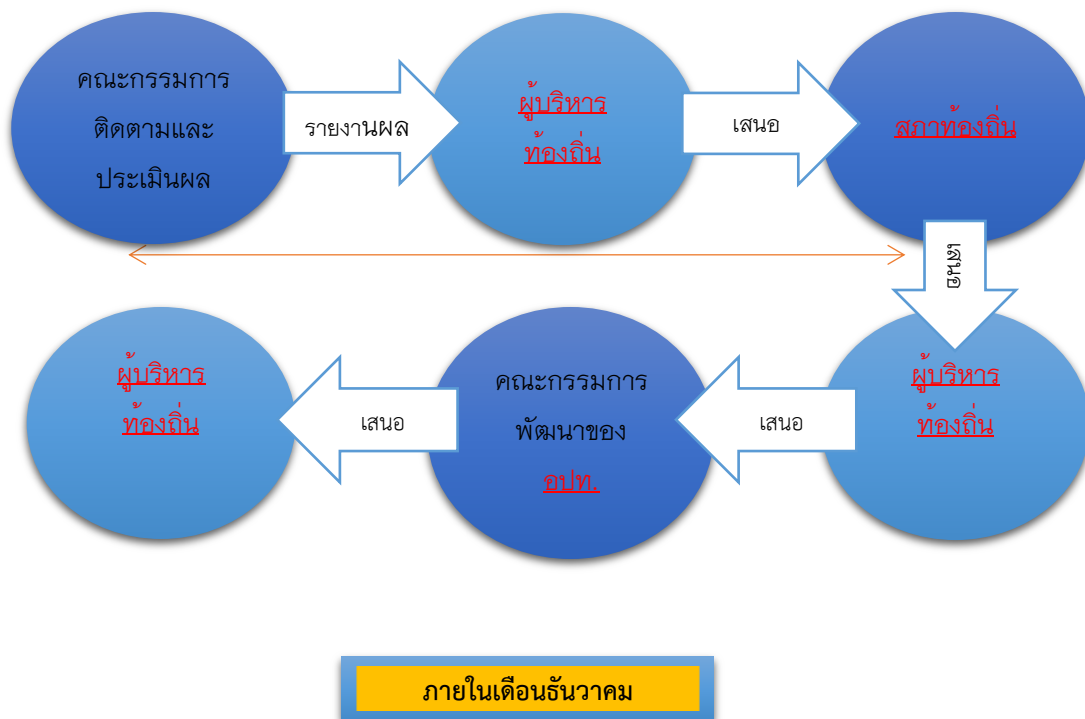 คณะกรรมการ
ติดตามและ
ประเมินผล
รายงานผล
ผู้บริหาร
ท้องถิ่น
เสนอ
สภาท้องถิ่น
เสนอ
ผู้บริหาร
ท้องถิ่น
เสนอ
คณะกรรมการ
พัฒนาของ
อปท.
เสนอ
ผู้บริหาร
ท้องถิ่น
ภายในเดือนธันวาคม